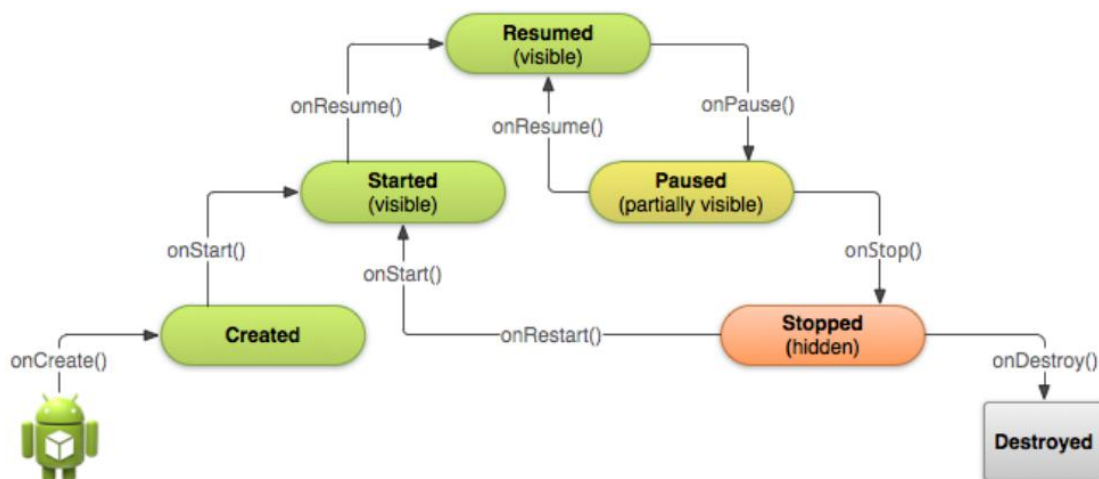 Resumed
(visible)
onResume()
onResume()
onPause()
Started
(visible)
Paused
(partially visible)
onStart()
onStart()
onStop()
Created
onRestart()
Stopped
(hidden)
onCreate()
onDestroy()
Destroyed